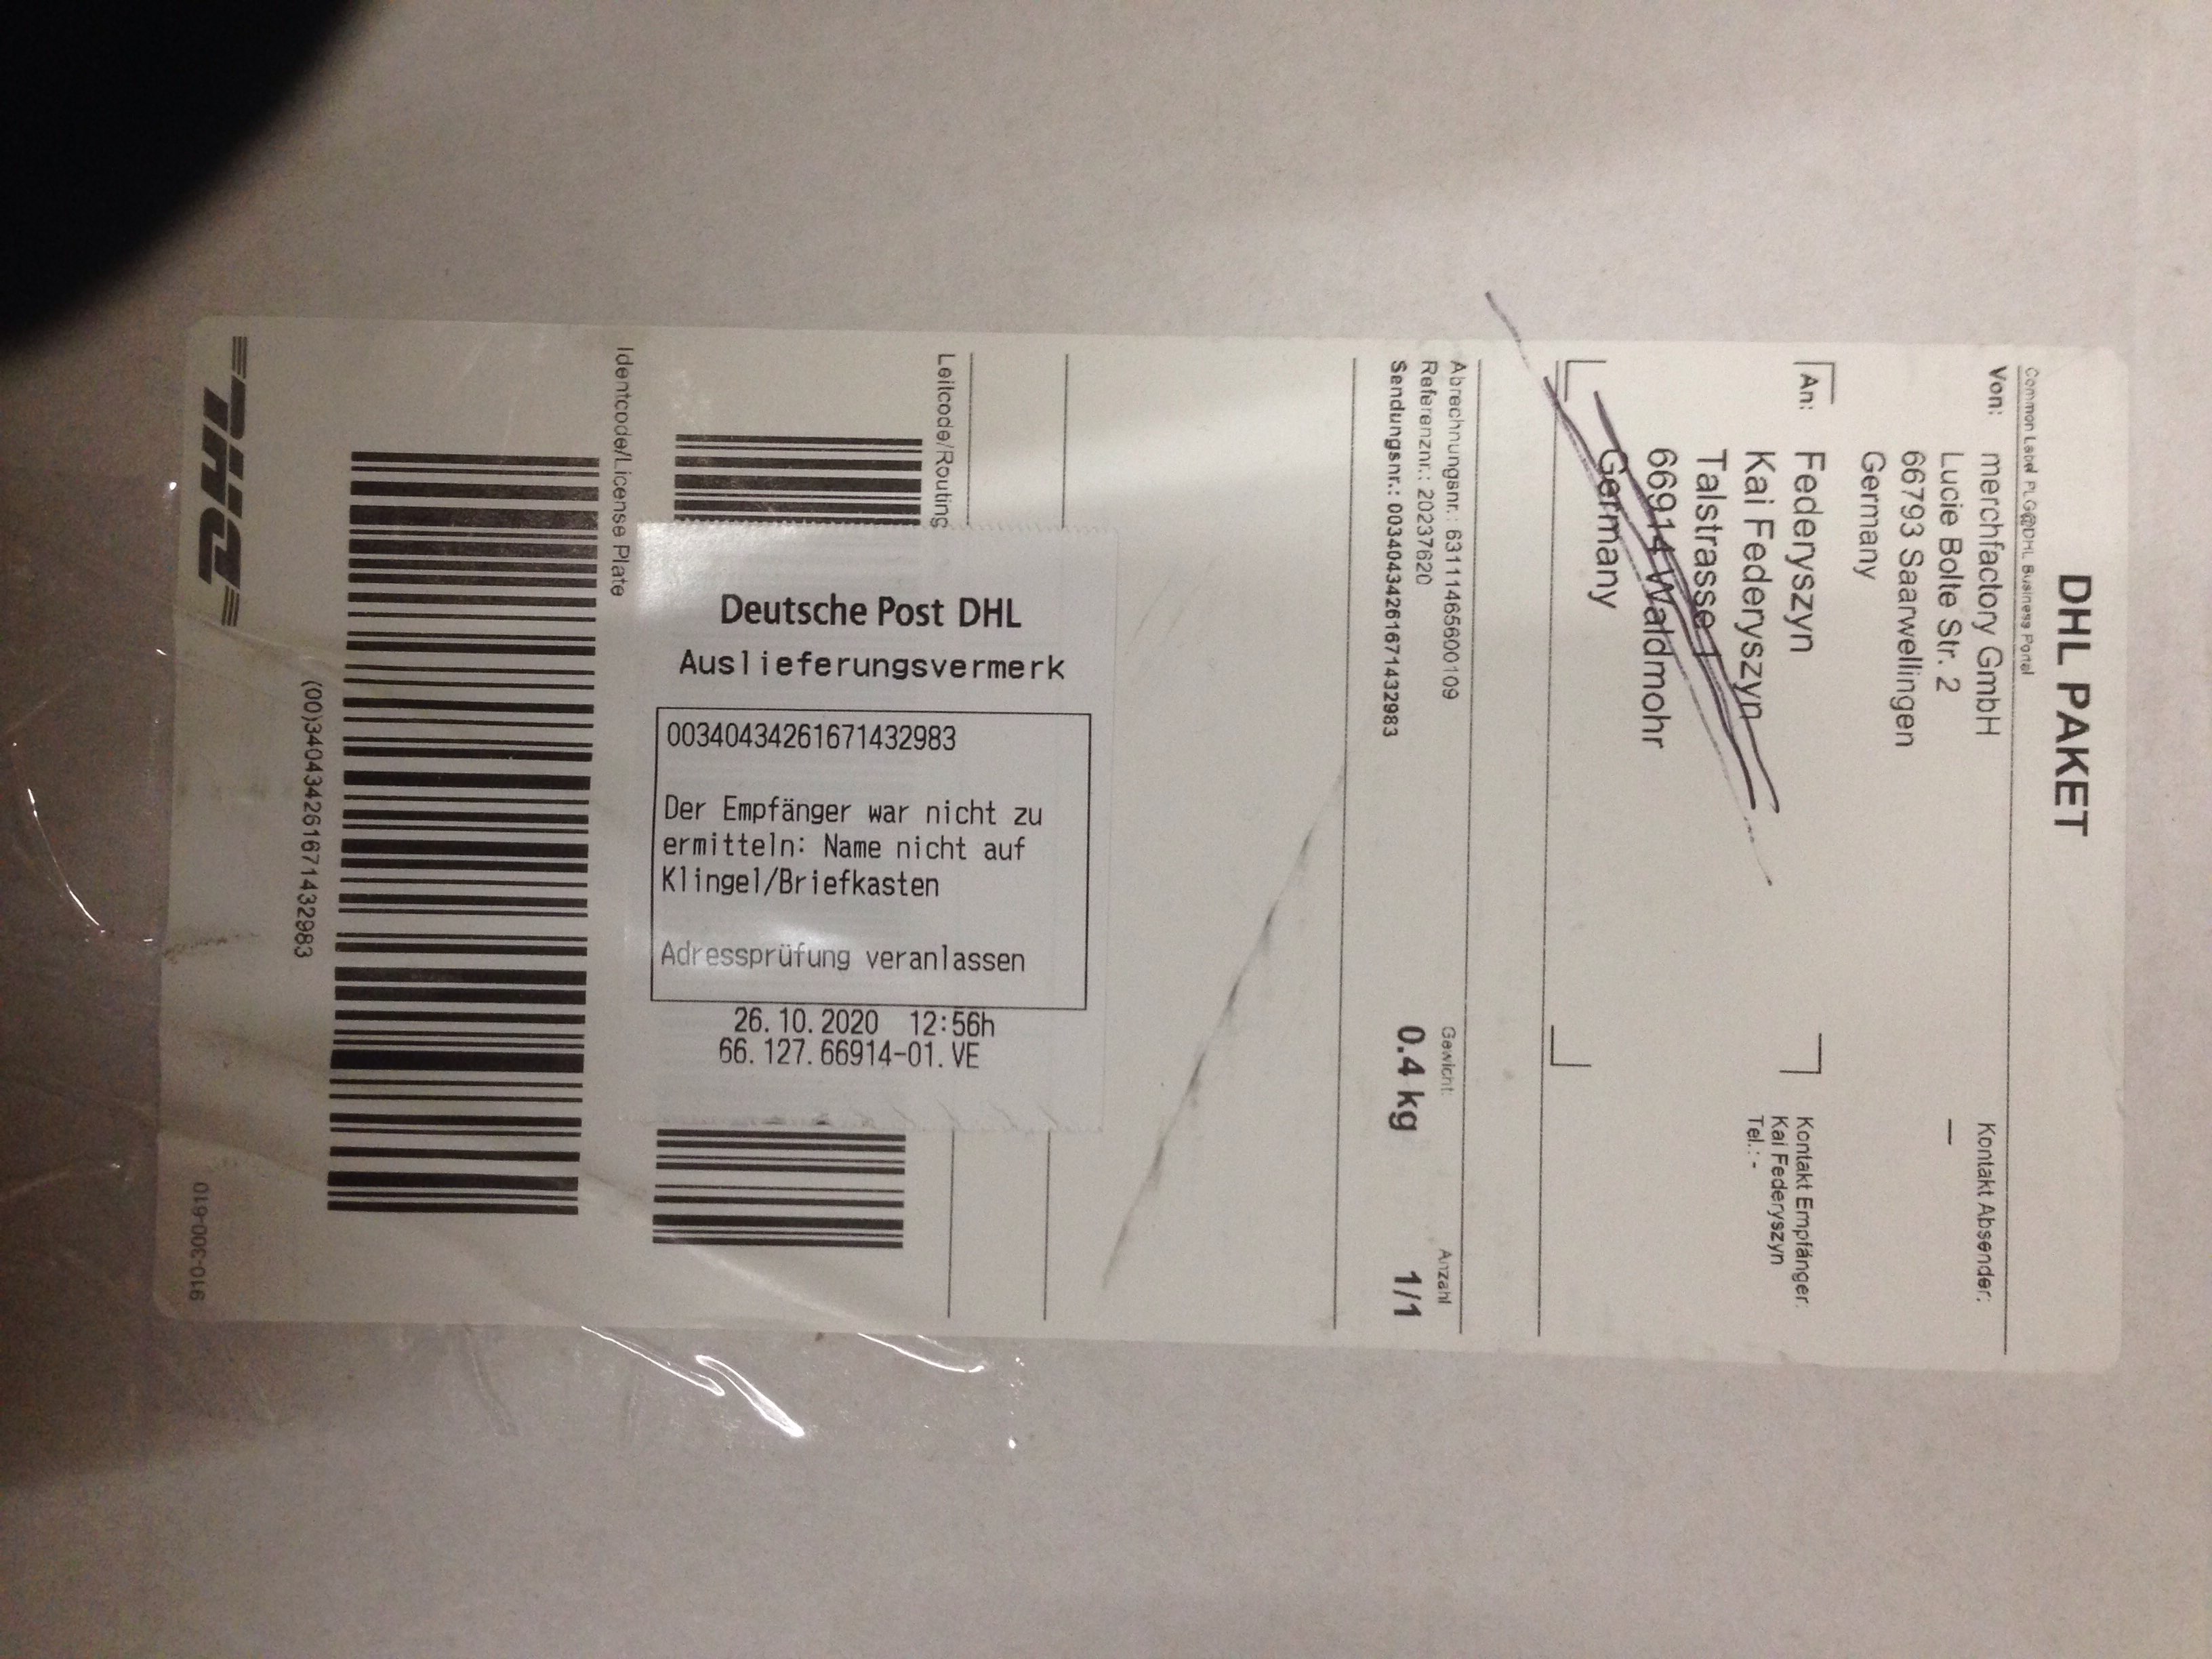 DHL PAKET
Common Label PLG@DHL Business Portal
Von: merchfactory GmbH
Lucie Bolte Str. 2
66793 Saarwellingen
Germany
Kontakt Absender:
An: Federyszyn
Kai Federyszyn
Talstrasse 1
66914 Waldmohr
Germany
Kontakt Empfänger:
Kai Federyszyn
Tel.: -
Abrechnungsnr.: 63111465600109
Referenznr.: 20237620
Sendungsnr.: 00340434261671432983
Gewicht:
0.4 kg
Anzahl
1/1
Leitcode/Routing
Deutsche Post DHL
Auslieferungsvermerk
00340434261671432983
Der Empfänger war nicht zu
ermitteln: Name nicht auf
Klingel/Briefkasten
Adressprüfung veranlassen
26.10.2020 12:56h
66.127.66914-01.VE
Identcode/License Plate
(00)340434261671432983
DHL
910-300-610